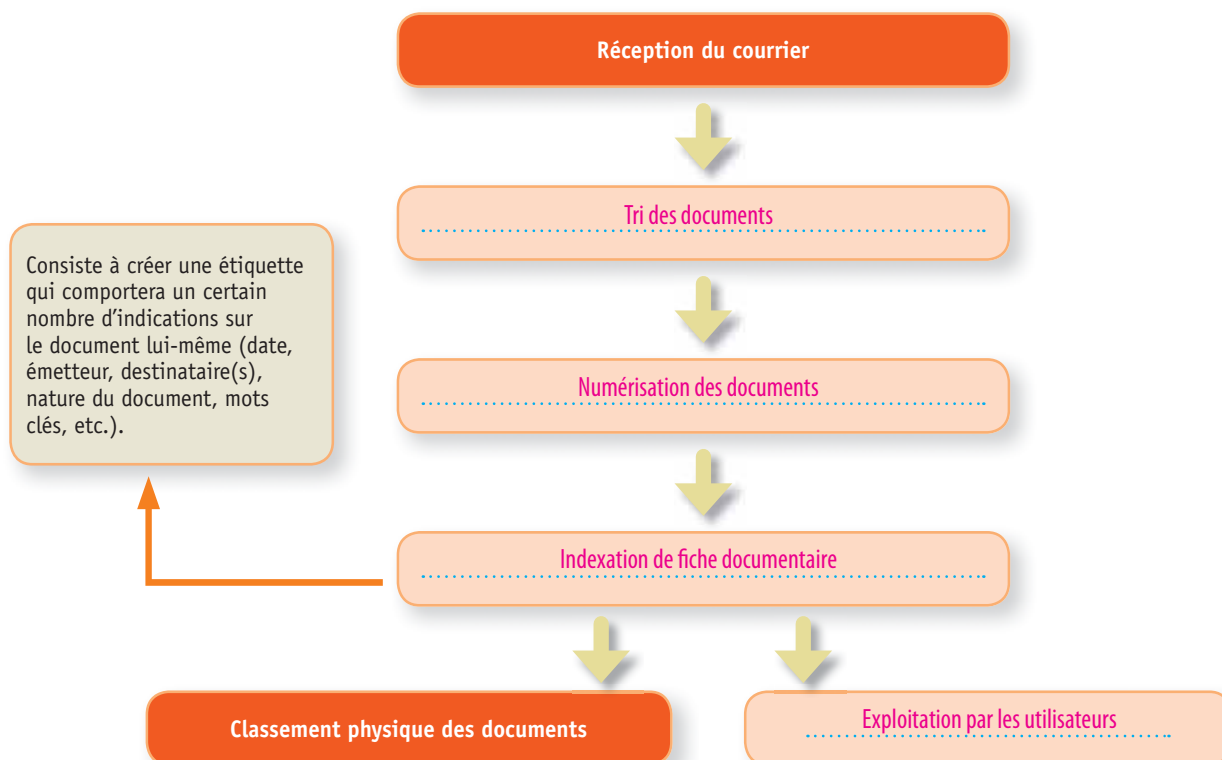 Réception du courrier
Tri des documents
Consiste à créer une étiquette
qui comportera un certain
nombre d'indications sur
le document lui-même (date,
émetteur, destinataire(s),
nature du document, mots
clés, etc.).
Numérisation des documents
Indexation de fiche documentaire
Classement physique des documents
Exploitation par les utilisateurs